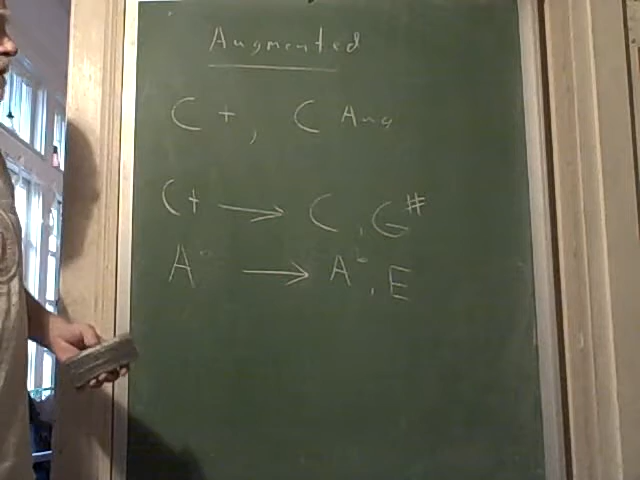 Augmented
C+, C Aug
C+ → C, G#
A → A♭, E